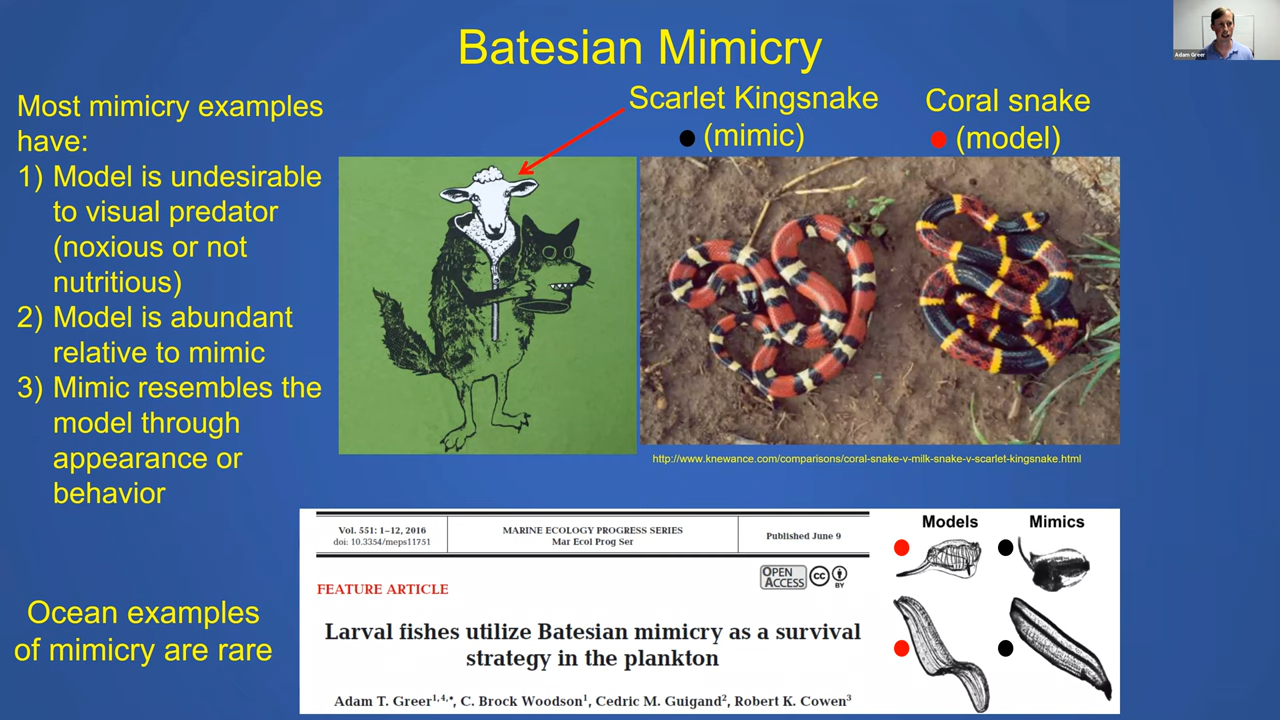 Batesian Mimicry
Adam Greer
Most mimicry examples
have:
1) Model is undesirable
to visual predator
(noxious or not
nutritious)
2) Model is abundant
relative to mimic
3) Mimic resembles the
model through
appearance or
behavior
Scarlet Kingsnake
(mimic)
Coral snake
(model)
http://www.knewance.com/comparisons/coral-snake-v-milk-snake-v-scarlet-kingsnake.html
Ocean examples
of mimicry are rare
Vol. 551: 1–12, 2016
doi: 10.3354/meps11751
MARINE ECOLOGY PROGRESS SERIES
Mar Ecol Prog Ser
Published June 9
OPEN
ACCESS
CC
BY
FEATURE ARTICLE
Larval fishes utilize Batesian mimicry as a survival
strategy in the plankton
Adam T. Greer1,4,*, C. Brock Woodson1, Cedric M. Guigand2, Robert K. Cowen3
Models
Mimics